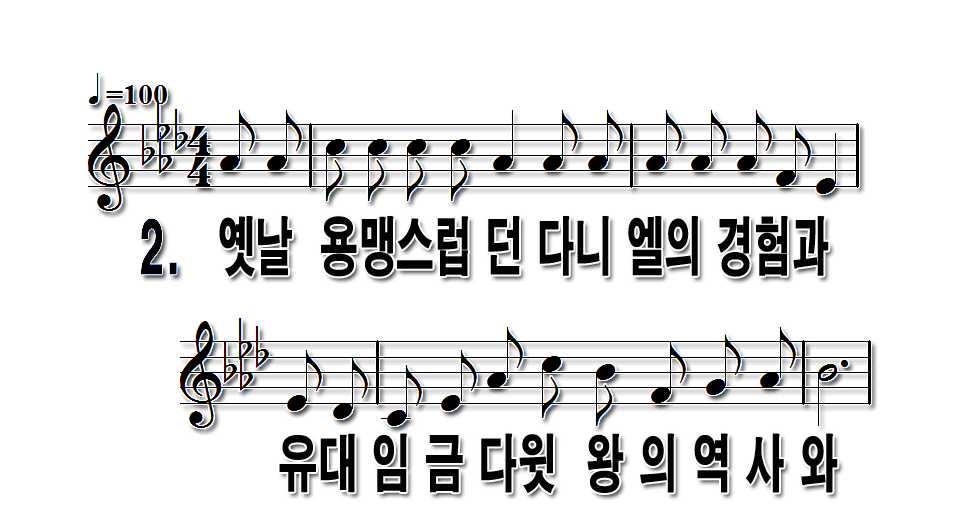 ♩=100
2. 옛날 용맹스럽 던 다니 엘의 경험과
유대 임 금 다윗 왕 의 역 사 와